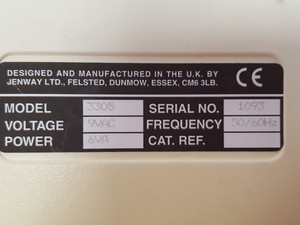 DESIGNED AND MANUFACTURED IN THE U.K. BY
JENWAY LTD., FELSTED, DUNMOW, ESSEX, CM6 3LB.
CE
MODEL 3305 SERIAL NO. 1093
VOLTAGE 9VAC FREQUENCY 50/60Hz
POWER 6VA CAT. REF.